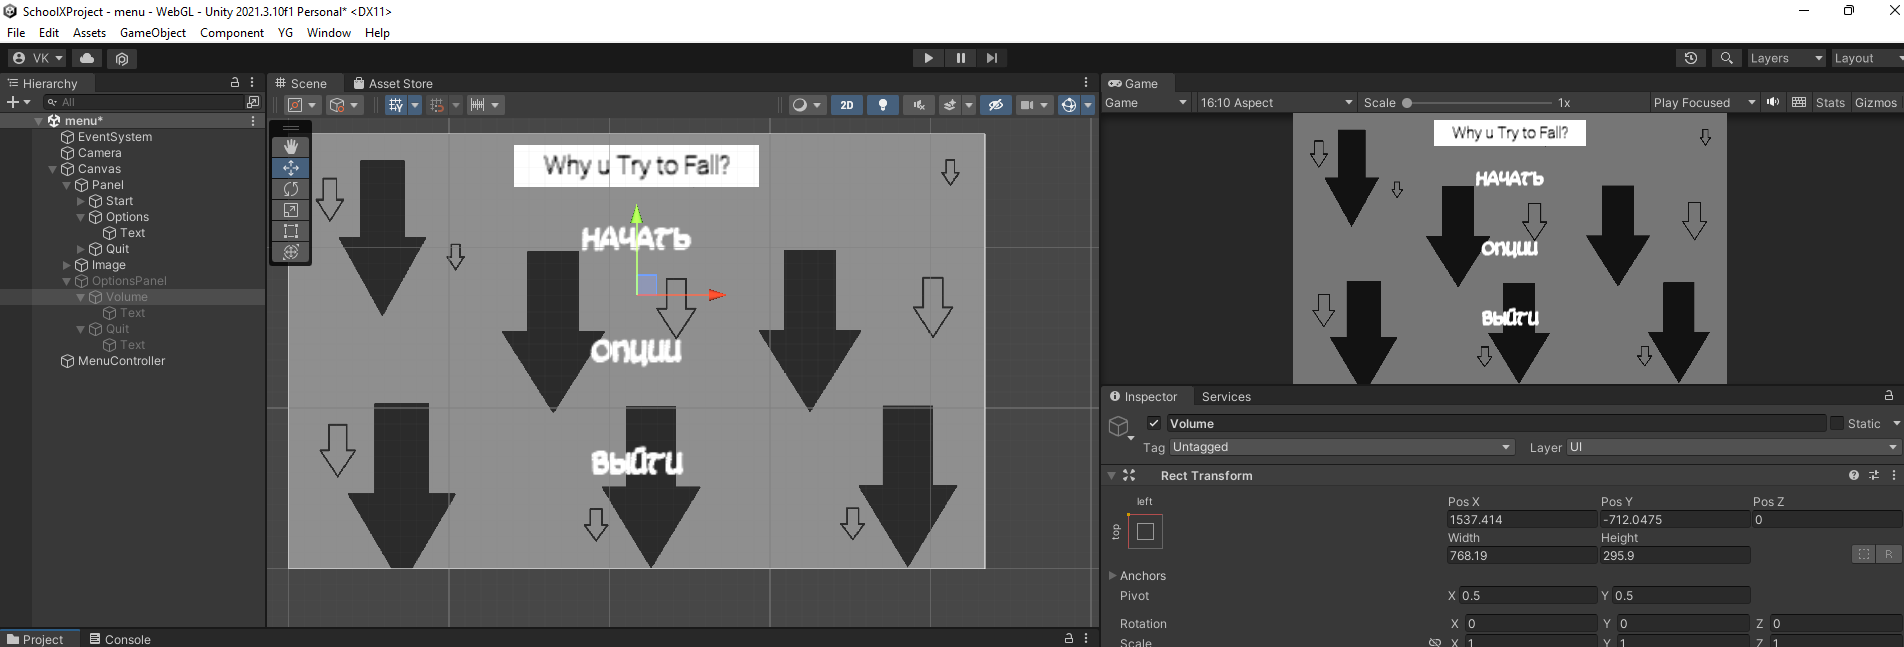 SchoolXProject - menu - WebGL - Unity 2021.3.10f1 Personal* <DX11>
File Edit Assets GameObject Component YG Window Help
VK Layers Layout
Hierarchy
All
menu*
EventSystem
Camera
Canvas
Panel
Start
Options
Text
Quit
Image
OptionsPanel
Volume
Text
Quit
Text
MenuController
Scene Asset Store
2D
Why u Try to Fall?
НАЧАТЬ
ОПЦИИ
ВЫЙТИ
Game
Game 16:10 Aspect Scale 1x Play Focused Stats Gizmos
Why u Try to Fall?
НАЧАТЬ
ОПЦИИ
ВЫЙТИ
Inspector Services
Volume Static
Tag Untagged Layer UI
Rect Transform
left
top
Pos X Pos Y Pos Z
1537.414 -712.0475 0
Width Height
768.19 295.9
R
Anchors
Pivot X 0.5 Y 0.5
Rotation X 0 Y 0 Z 0
Scale X 1 Y 1 Z 1
Project Console